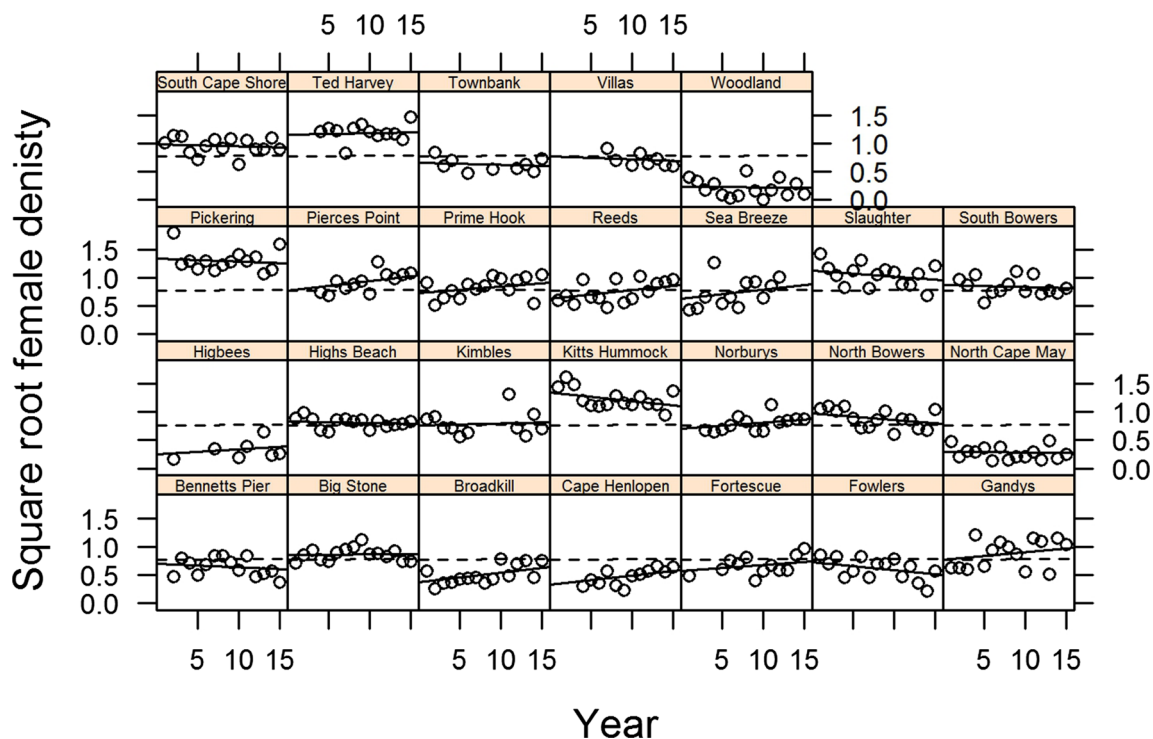 5 10 15
South Cape Shore Ted Harvey Townbank Villas Woodland
1.5
1.0
0.5
0.0
Pickering Pierces Point Prime Hook Reeds Sea Breeze Slaughter South Bowers
1.5
1.0
0.5
0.0
Higbees Highs Beach Kimbles Kitts Hummock Norburys North Bowers North Cape May
1.5
1.0
0.5
0.0
Bennetts Pier Big Stone Broadkill Cape Henlopen Fortescue Fowlers Gandys
1.5
1.0
0.5
0.0
5 10 15 5 10 15 5 10 15 5 10 15
Year
Square root female denisty